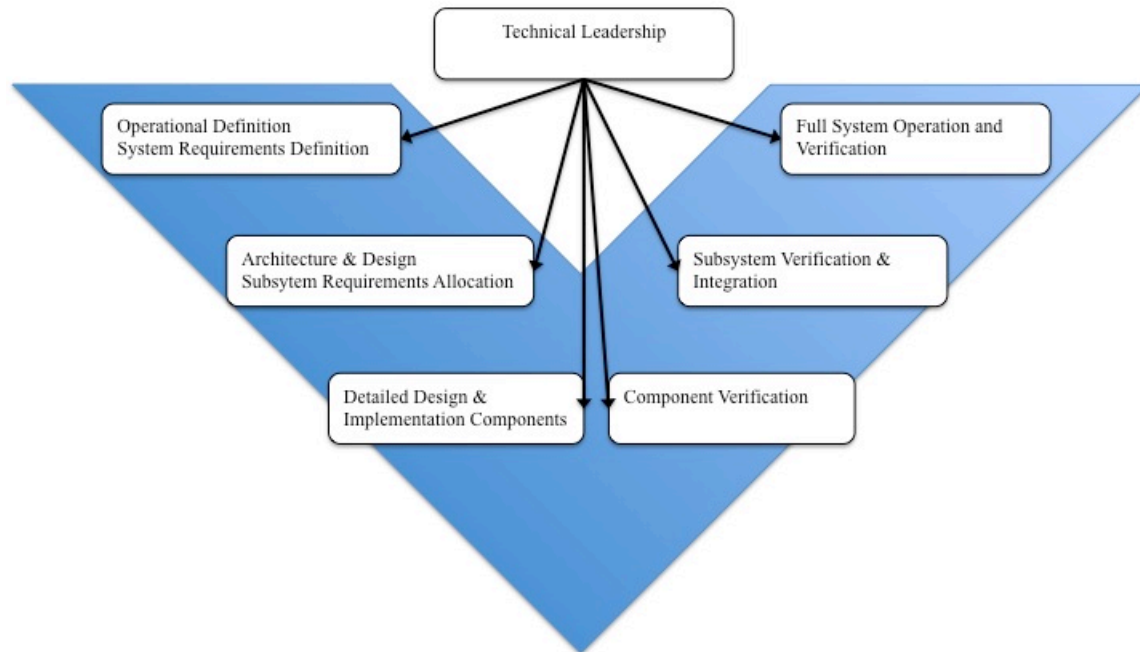 Technical Leadership
Operational Definition
System Requirements Definition
Full System Operation and
Verification
Architecture & Design
Subsytem Requirements Allocation
Subsystem Verification &
Integration
Detailed Design &
Implementation Components
Component Verification